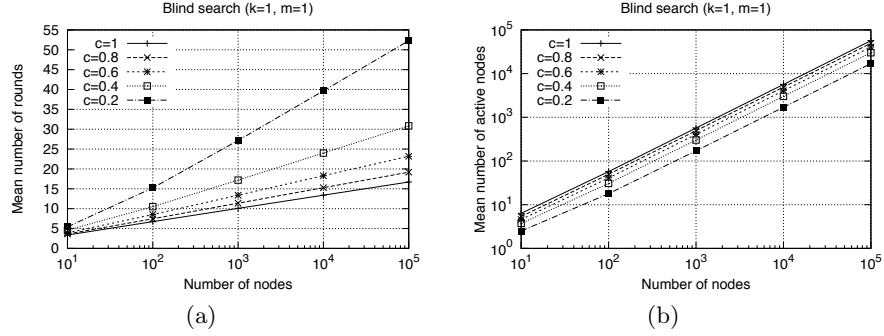 Blind search (k=1, m=1)
55
50
45
40
35
30
25
20
15
10
5
0
Mean number of rounds
c=1
c=0.8
c=0.6
c=0.4
c=0.2
10^1
10^2
10^3
10^4
10^5
Number of nodes
(a)
Blind search (k=1, m=1)
10^5
10^4
10^3
10^2
10^1
10^0
Mean number of active nodes
c=1
c=0.8
c=0.6
c=0.4
c=0.2
10^1
10^2
10^3
10^4
10^5
Number of nodes
(b)